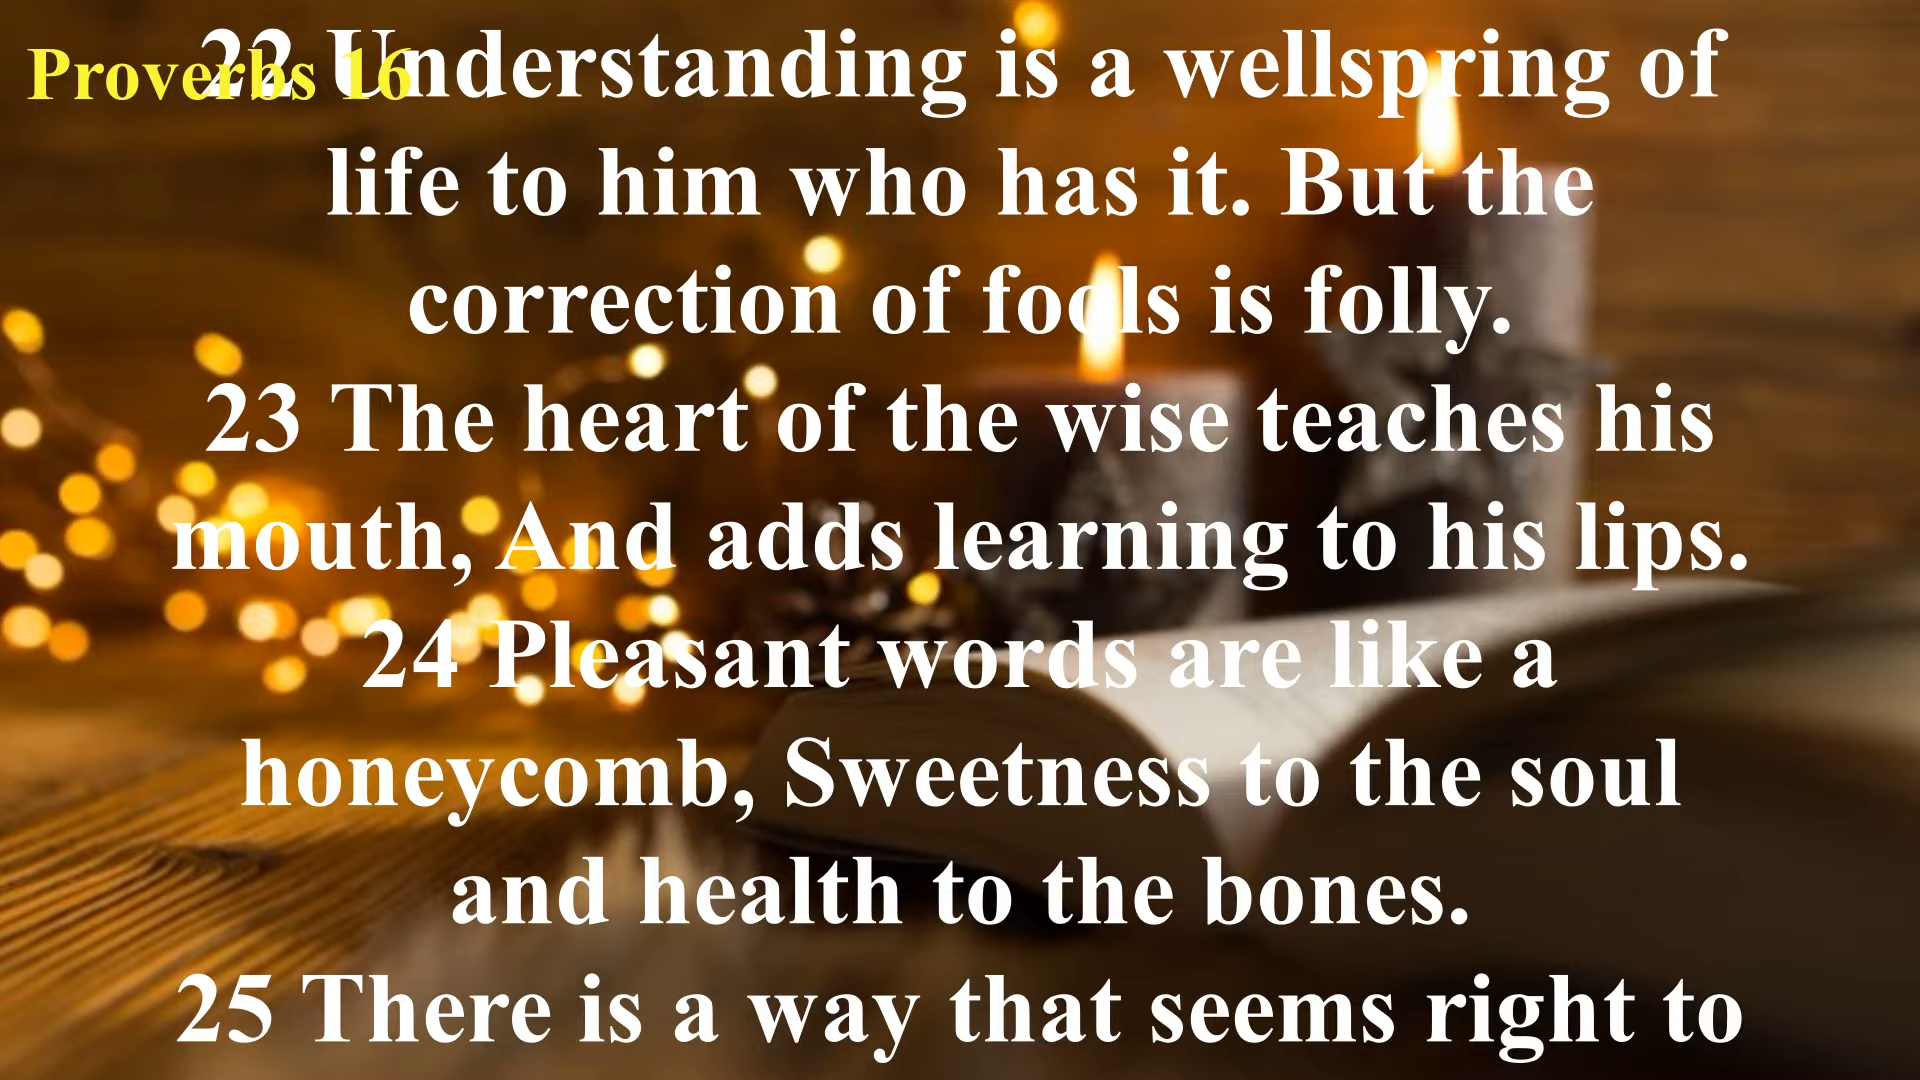 Proverbs 16
22 Understanding is a wellspring of
life to him who has it. But the
correction of fools is folly.
23 The heart of the wise teaches his
mouth, And adds learning to his lips.
24 Pleasant words are like a
honeycomb, Sweetness to the soul
and health to the bones.
25 There is a way that seems right to